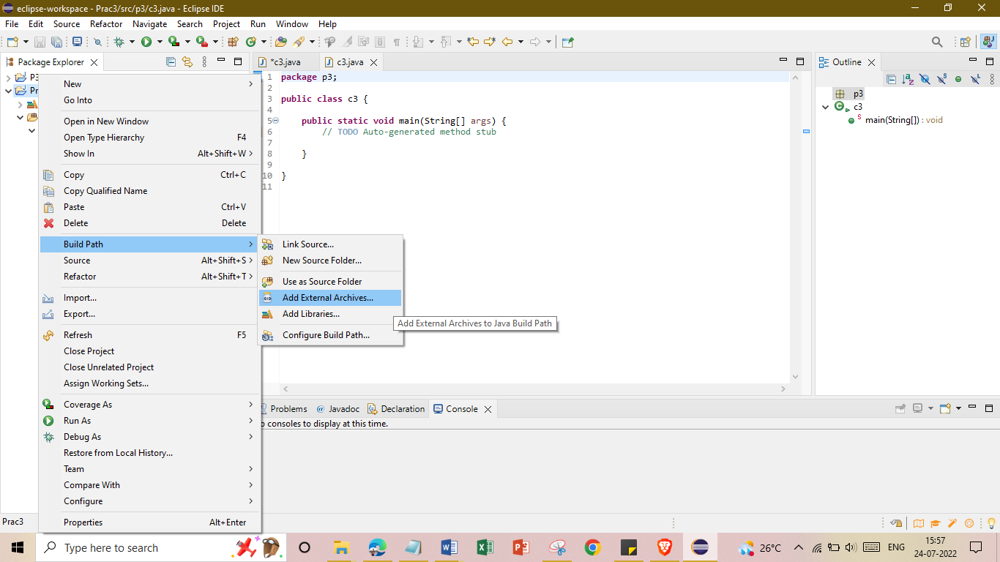 eclipse-workspace - Prac3/src/p3/c3.java - Eclipse IDE
File Edit Source Refactor Navigate Search Project Run Window Help
Package Explorer
*c3.java
c3.java
Outline
P3
Pr
1 package p3;
2
3 public class c3 {
4
5 public static void main(String[] args) {
6 // TODO Auto-generated method stub
7
8 }
9
10 }
11
p3
c3
main(String[]) : void
New
Go Into
Open in New Window
Open Type Hierarchy F4
Show In Alt+Shift+W >
Copy Ctrl+C
Copy Qualified Name
Paste Ctrl+V
Delete Delete
Build Path
Source Alt+Shift+S >
Refactor Alt+Shift+T >
Import...
Export...
Refresh F5
Close Project
Close Unrelated Project
Assign Working Sets...
Coverage As
Run As
Debug As
Restore from Local History...
Team
Compare With
Configure
Properties Alt+Enter
Link Source...
New Source Folder...
Use as Source Folder
Add External Archives...
Add Libraries...
Configure Build Path...
Add External Archives to Java Build Path
Problems @ Javadoc Declaration Console
o consoles to display at this time.
Prac3
Type here to search
26°C
ENG
15:57
24-07-2022